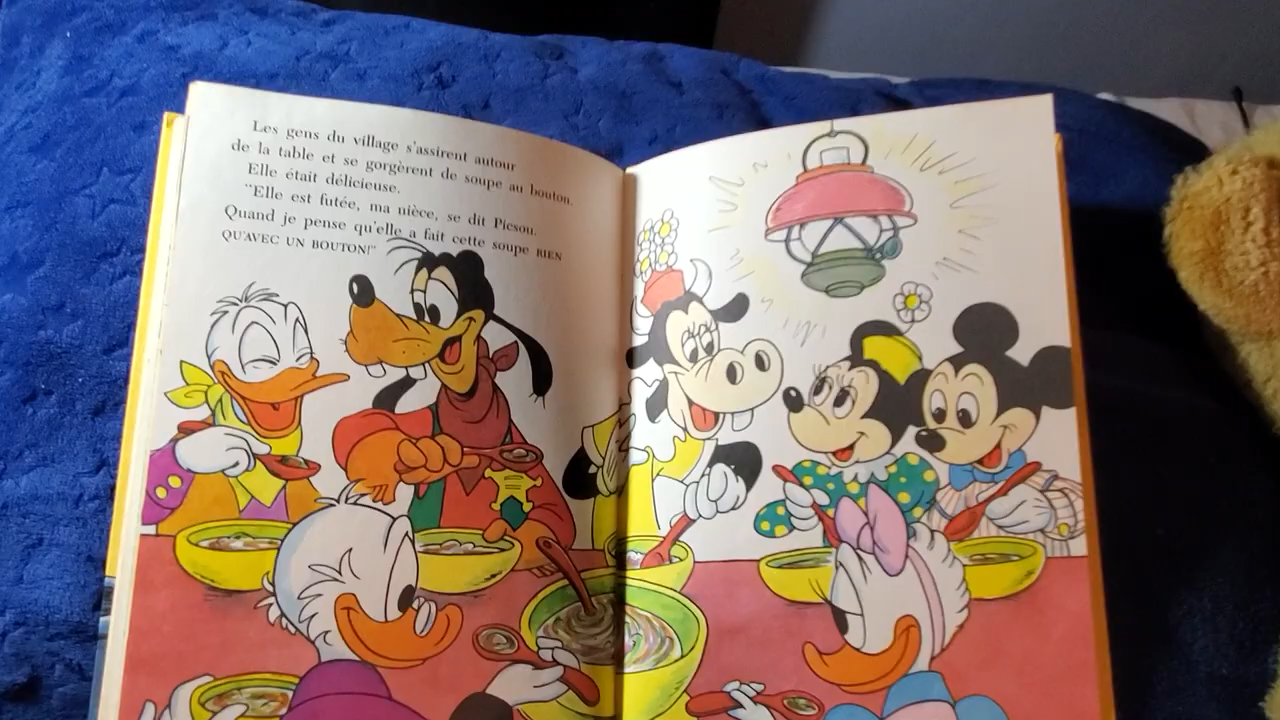 Les gens du village s'assirent autour
de la table et se gorgèrent de soupe au bouton.
Elle était délicieuse.
"Elle est futée, ma nièce, se dit Picsou.
Quand je pense qu'elle a fait cette soupe RIEN
QU'AVEC UN BOUTON!"